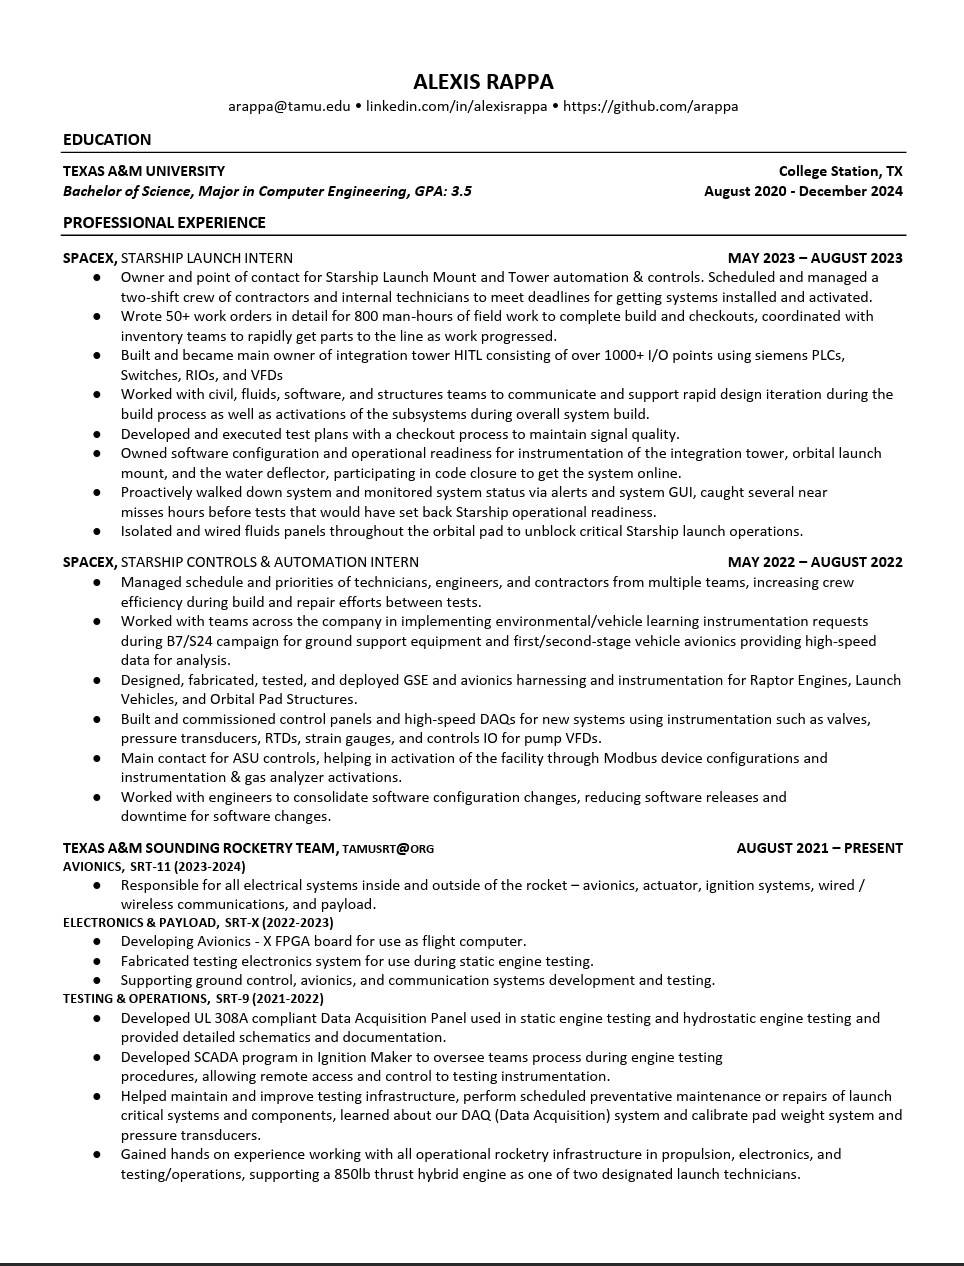 ALEXIS RAPPA
arappa@tamu.edu • linkedin.com/in/alexisrappa • https://github.com/arappa
EDUCATION
TEXAS A&M UNIVERSITY College Station, TX
Bachelor of Science, Major in Computer Engineering, GPA: 3.5 August 2020 - December 2024
PROFESSIONAL EXPERIENCE
SPACEX, STARSHIP LAUNCH INTERN MAY 2023 – AUGUST 2023
● Owner and point of contact for Starship Launch Mount and Tower automation & controls. Scheduled and managed a
two-shift crew of contractors and internal technicians to meet deadlines for getting systems installed and activated.
● Wrote 50+ work orders in detail for 800 man-hours of field work to complete build and checkouts, coordinated with
inventory teams to rapidly get parts to the line as work progressed.
● Built and became main owner of integration tower HITL consisting of over 1000+ I/O points using siemens PLCs,
Switches, RIOs, and VFDs
● Worked with civil, fluids, software, and structures teams to communicate and support rapid design iteration during the
build process as well as activations of the subsystems during overall system build.
● Developed and executed test plans with a checkout process to maintain signal quality.
● Owned software configuration and operational readiness for instrumentation of the integration tower, orbital launch
mount, and the water deflector, participating in code closure to get the system online.
● Proactively walked down system and monitored system status via alerts and system GUI, caught several near
misses hours before tests that would have set back Starship operational readiness.
● Isolated and wired fluids panels throughout the orbital pad to unblock critical Starship launch operations.
SPACEX, STARSHIP CONTROLS & AUTOMATION INTERN MAY 2022 – AUGUST 2022
● Managed schedule and priorities of technicians, engineers, and contractors from multiple teams, increasing crew
efficiency during build and repair efforts between tests.
● Worked with teams across the company in implementing environmental/vehicle learning instrumentation requests
during B7/S24 campaign for ground support equipment and first/second-stage vehicle avionics providing high-speed
data for analysis.
● Designed, fabricated, tested, and deployed GSE and avionics harnessing and instrumentation for Raptor Engines, Launch
Vehicles, and Orbital Pad Structures.
● Built and commissioned control panels and high-speed DAQs for new systems using instrumentation such as valves,
pressure transducers, RTDs, strain gauges, and controls IO for pump VFDs.
● Main contact for ASU controls, helping in activation of the facility through Modbus device configurations and
instrumentation & gas analyzer activations.
● Worked with engineers to consolidate software configuration changes, reducing software releases and
downtime for software changes.
TEXAS A&M SOUNDING ROCKETRY TEAM, TAMUSRT@ORG AUGUST 2021 – PRESENT
AVIONICS, SRT-11 (2023-2024)
● Responsible for all electrical systems inside and outside of the rocket – avionics, actuator, ignition systems, wired /
wireless communications, and payload.
ELECTRONICS & PAYLOAD, SRT-X (2022-2023)
● Developing Avionics - X FPGA board for use as flight computer.
● Fabricated testing electronics system for use during static engine testing.
● Supporting ground control, avionics, and communication systems development and testing.
TESTING & OPERATIONS, SRT-9 (2021-2022)
● Developed UL 308A compliant Data Acquisition Panel used in static engine testing and hydrostatic engine testing and
provided detailed schematics and documentation.
● Developed SCADA program in Ignition Maker to oversee teams process during engine testing
procedures, allowing remote access and control to testing instrumentation.
● Helped maintain and improve testing infrastructure, perform scheduled preventative maintenance or repairs of launch
critical systems and components, learned about our DAQ (Data Acquisition) system and calibrate pad weight system and
pressure transducers.
● Gained hands on experience working with all operational rocketry infrastructure in propulsion, electronics, and
testing/operations, supporting a 850lb thrust hybrid engine as one of two designated launch technicians.